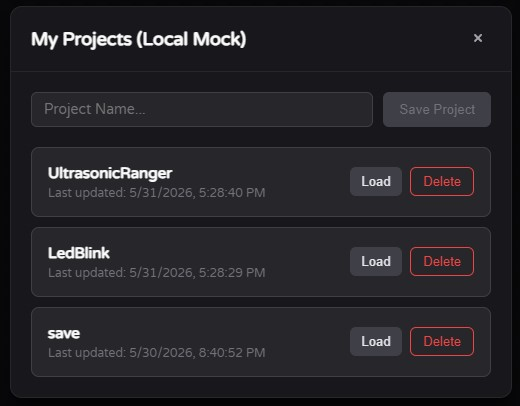 My Projects (Local Mock) ×
Project Name... Save Project
UltrasonicRanger
Last updated: 5/31/2026, 5:28:40 PM
Load Delete
LedBlink
Last updated: 5/31/2026, 5:28:29 PM
Load Delete
save
Last updated: 5/30/2026, 8:40:52 PM
Load Delete